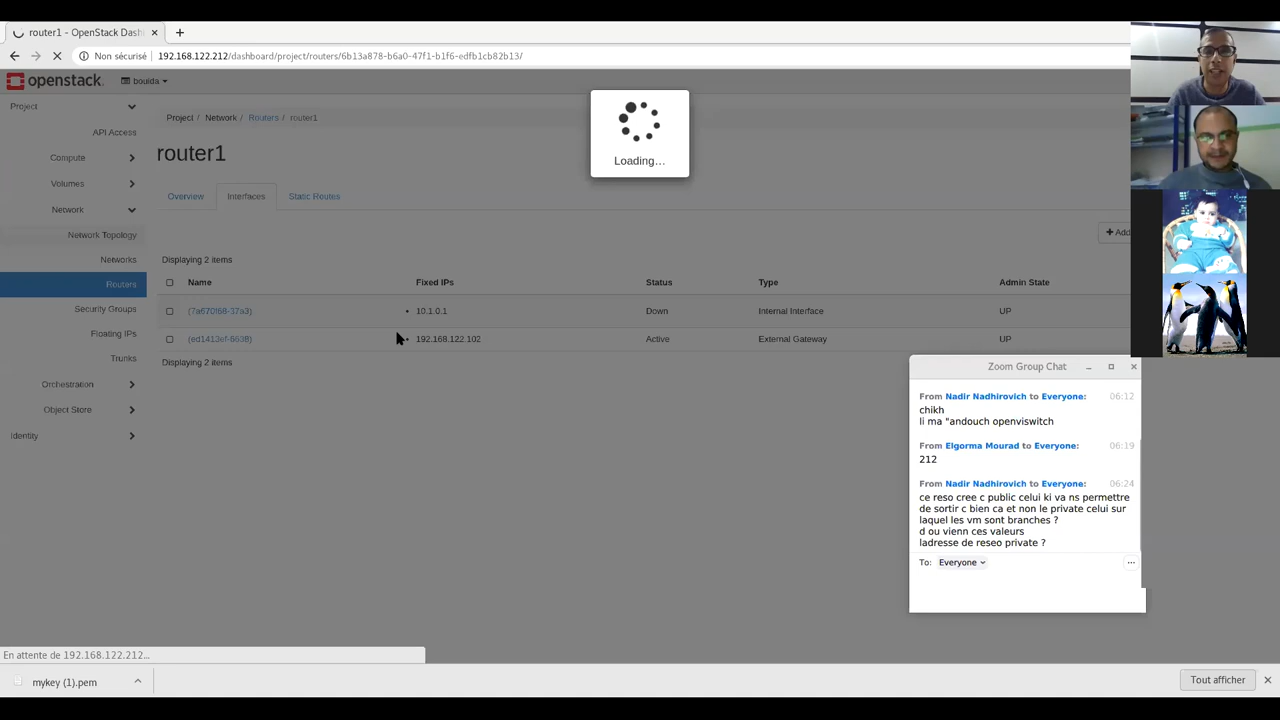 router1 - OpenStack Dash
Non sécurisé
192.168.122.212/dashboard/project/routers/6b13a878-b6a0-47f1-b1f6-edfb1cb82b13/
openstack.
bouida
Project
API Access
Compute
Volumes
Network
Network Topology
Networks
Routers
Security Groups
Floating IPs
Trunks
Orchestration
Object Store
Identity
Project / Network / Routers / router1
router1
Overview
Interfaces
Static Routes
Loading...
+ Add
Displaying 2 items
Name Fixed IPs Status Type Admin State
(7a670f68-37a3) • 10.1.0.1 Down Internal Interface UP
(ed1413ef-6638) • 192.168.122.102 Active External Gateway UP
Displaying 2 items
Zoom Group Chat
From Nadir Nadhirovich to Everyone: 06:12
chikh
li ma "andouch openviswitch
From Elgorma Mourad to Everyone: 06:19
212
From Nadir Nadhirovich to Everyone: 06:24
ce reso cree c public celui ki va ns permettre
de sortir c bien ca et non le private celui sur
laquel les vm sont branches ?
d ou vienn ces valeurs
ladresse de reseo private ?
To: Everyone
En attente de 192.168.122.212...
mykey (1).pem
Tout afficher